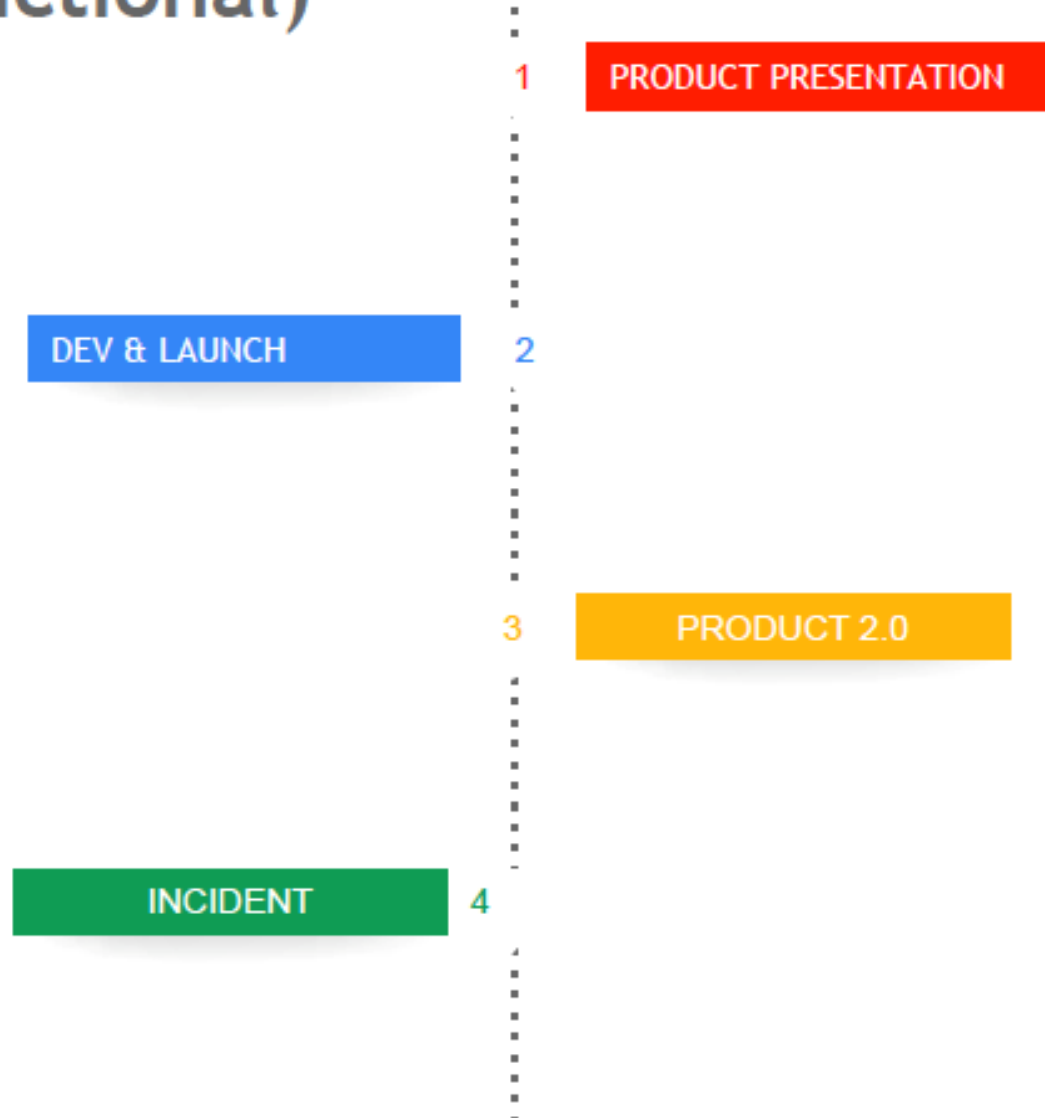 1 PRODUCT PRESENTATION
DEV & LAUNCH 2
3 PRODUCT 2.0
INCIDENT 4